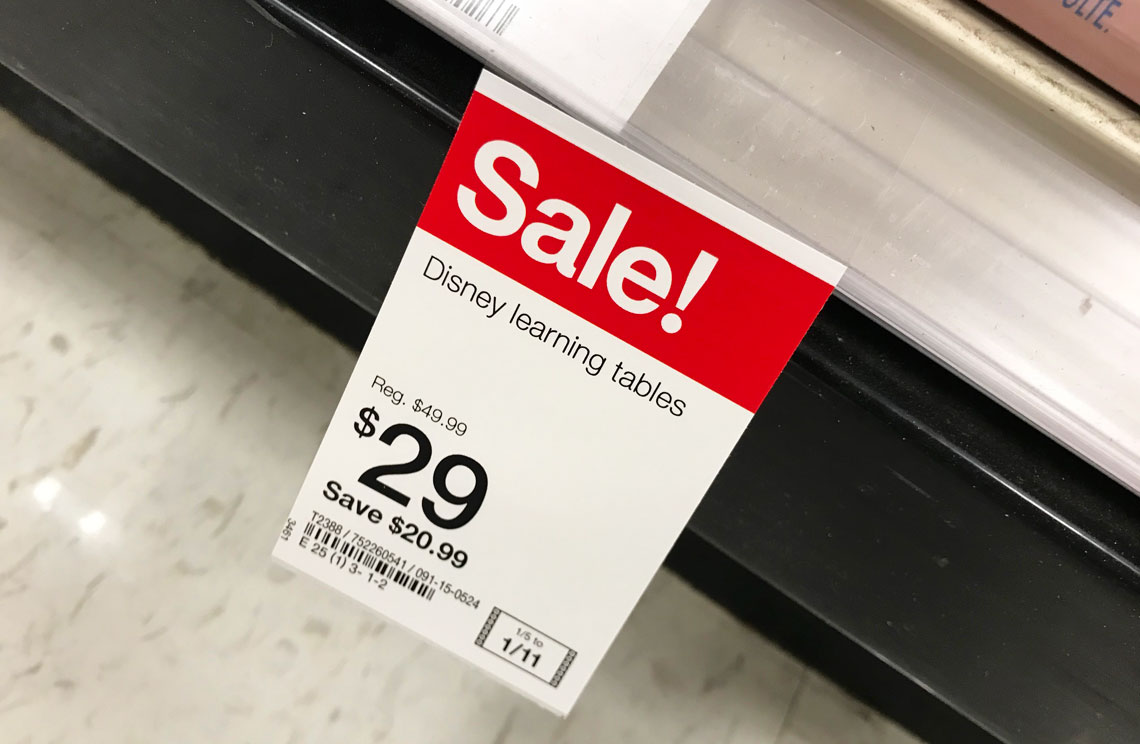 Sale!
Disney learning tables
Reg. $49.99
$29
Save $20.99
T2388 / 752260541 / 091-15-0524
E 25 (1) 3- 1-2
3461
1/5 to
1/11